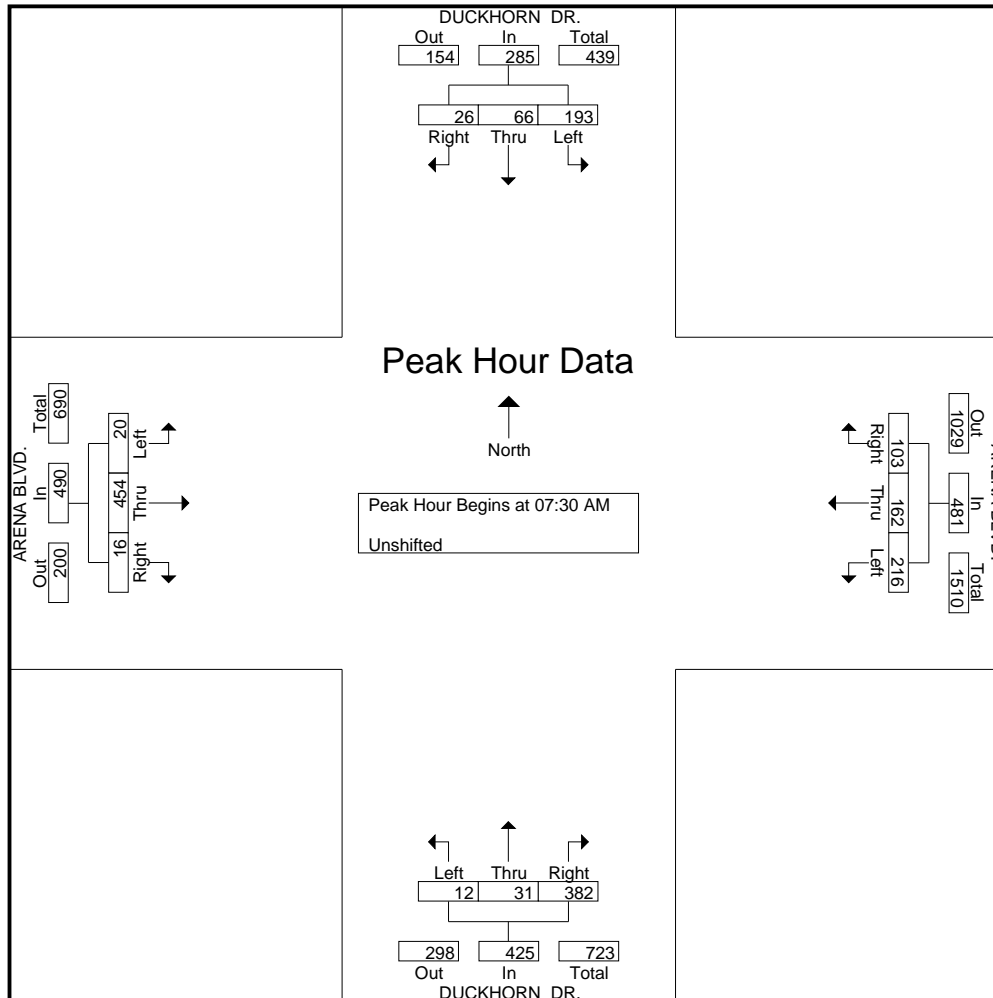 DUCKHORN DR.
Out In Total
154 285 439
26 66 193
Right Thru Left
Peak Hour Data
North
Peak Hour Begins at 07:30 AM
Unshifted
ARENA BLVD.
Total In Out
690 490 200
20 454 16
Left Thru Right
Out In Total
1029 481 1510
103 162 216
Right Thru Left
Left Thru Right
12 31 382
298 425 723
Out In Total
DUCKHORN DR.